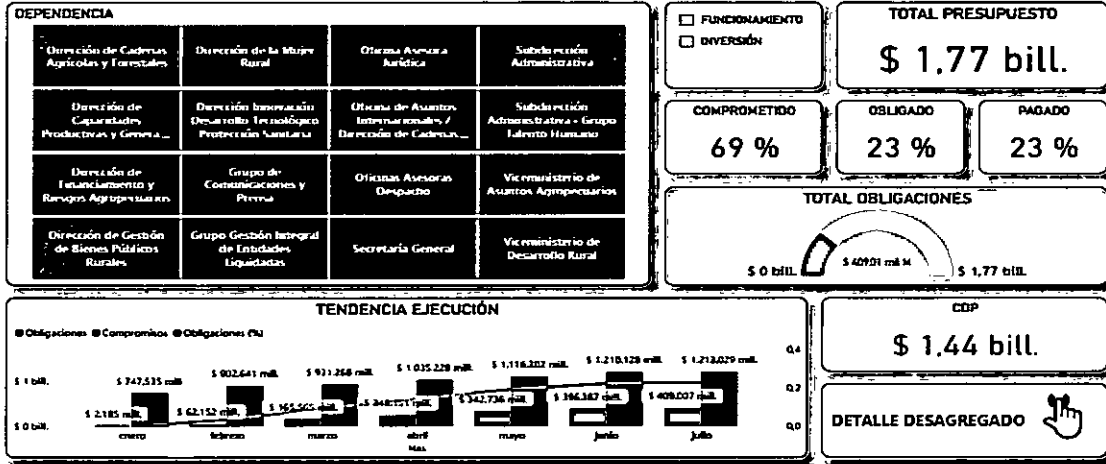 DEPENDENCIA
Dirección de Cadenas
Agrícolas y Forestales
Dirección de la Mujer
Rural
Oficina Asesora
Jurídica
Subdirección
Administrativa
Dirección de
Capacidades
Productivas y Genera...
Dirección Innovación
Desarrollo Tecnológico
Protección Sanitaria
Oficina de Asuntos
Internacionales /
Dirección de Cadenas...
Subdirección
Administrativa - Grupo
Talento Humano
Dirección de
Financiamiento y
Riesgos Agropecuarios
Grupo de
Comunicaciones y
Prensa
Oficinas Asesoras
Despacho
Viceministerio de
Asuntos Agropecuarios
Dirección de Gestión
de Bienes Públicos
Rurales
Grupo Gestión Integral
de Entidades
Liquidadas
Secretaría General
Viceministerio de
Desarrollo Rural
FUNCIONAMIENTO
INVERSIÓN
TOTAL PRESUPUESTO
$ 1,77 bill.
COMPROMETIDO
69 %
OBLIGADO
23 %
PAGADO
23 %
TOTAL OBLIGACIONES
$ 0 bill.
$ 409,01 mil M
$ 1,77 bill.
TENDENCIA EJECUCIÓN
Obligaciones Compromisos Obligaciones (%)
$ 1 bill.
$ 0 bill.
$ 747,535 mill.
$ 902,641 mill.
$ 931,268 mill.
$ 1.035,228 mill.
$ 1,116,202 mill.
$ 1.210,128 mill.
$ 1.213,029 mill.
$ 2,185 mill.
$ 62,152 mill.
$ 342,736 mill.
$ 396,387 mill.
$ 409,007 mill.
0,4
0,2
0,0
enero febrero marzo abril mayo junio julio
Mes
CDP
$ 1,44 bill.
DETALLE DESAGREGADO